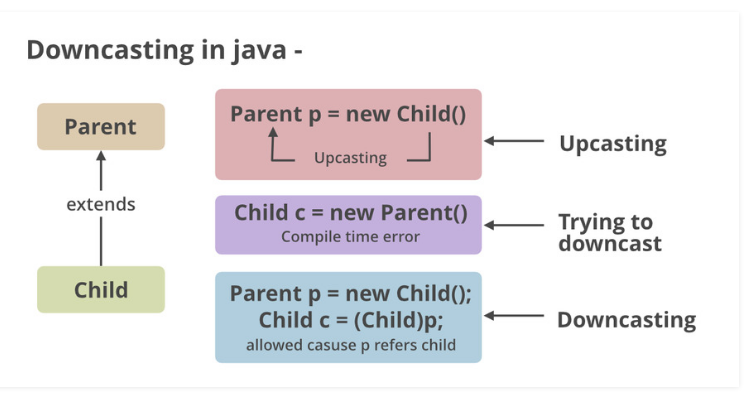 Downcasting in java -
Parent
extends
Child
Parent p = new Child()
Upcasting
Upcasting
Child c = new Parent()
Compile time error
Trying to
downcast
Parent p = new Child();
Child c = (Child)p;
allowed casuse p refers child
Downcasting